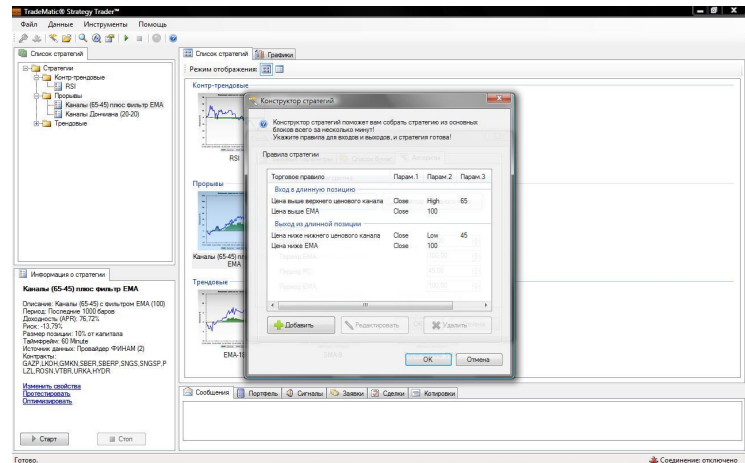 TradeMatic® Strategy Trader™
Файл Данные Инструменты Помощь
Список стратегий
Стратегии
Контр-трендовые
RSI
Прорывы
Каналы (65-45) плюс фильтр EMA
Каналы Дончиана (20-20)
Трендовые
Информация о стратегии
Каналы (65-45) плюс фильтр EMA
Описание: Каналы (65-45) с фильтром EMA (100)
Период: Последние 1000 баров
Доходность (APR): 76,72%
Риск: -13,79%
Размер позиции: 10% от капитала
Таймфрейм: 60 Minute
Источник данных: Провайдер ФИНАМ (2)
Контракты:
GAZP,LKOH,GMKN,SBER,SBERP,SNGS,SNGSP,P
LZL,ROSN,VTBR,URKA,HYDR
Изменить свойства
Протестировать
Оптимизировать
Старт Стоп
Список стратегий Графики
Режим отображения:
Контр-трендовые
RSI
Прорывы
Каналы (65-45) пл
EMA
Трендовые
EMA-18
Конструктор стратегий
Конструктор стратегий поможет вам собрать стратегию из основных
блоков всего за несколько минут!
Укажите правила для входов и выходов, и стратегия готова!
Правила стратегии
Торговое правило Парам.1 Парам.2 Парам.3
Вход в длинную позицию
Цена выше верхнего ценового канала Close High 65
Цена выше EMA Close 100
Выход из длинной позиции
Цена ниже нижнего ценового канала Close Low 45
Цена ниже EMA Close 100
Добавить Редактировать Удалить
OK Отмена
Сообщения Портфель Сигналы Заявки Сделки Котировки
Готово. Соединение: отключено